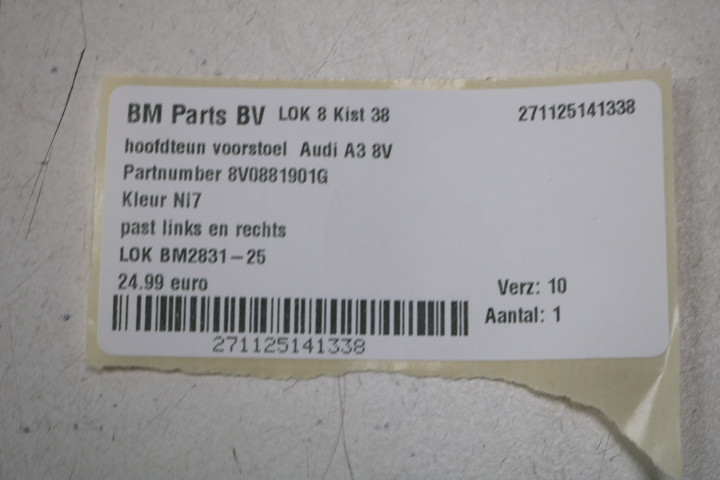 BM Parts BV LOK 8 Kist 38 271125141338
hoofdteun voorstoel Audi A3 8V
Partnumber 8V0881901G
Kleur Ni7
past links en rechts
LOK BM2831-25
24.99 euro
Verz: 10
Aantal: 1
271125141338